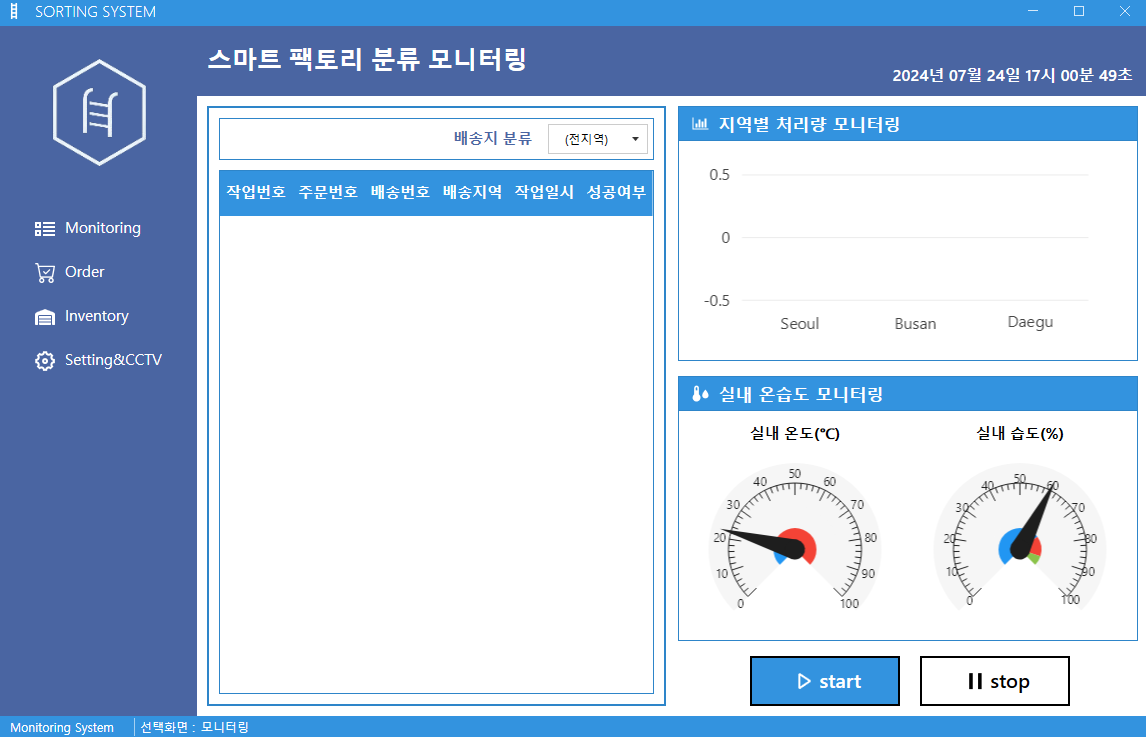 SORTING SYSTEM
스마트 팩토리 분류 모니터링
2024년 07월 24일 17시 00분 49초
Monitoring
Order
Inventory
Setting&CCTV
배송지 분류 (전지역)
작업번호 주문번호 배송번호 배송지역 작업일시 성공여부
지역별 처리량 모니터링
0.5
0
-0.5
Seoul Busan Daegu
실내 온습도 모니터링
실내 온도(℃)
0 10 20 30 40 50 60 70 80 90 100
실내 습도(%)
0 10 20 30 40 50 60 70 80 90 100
start
stop
Monitoring System 선택화면 : 모니터링